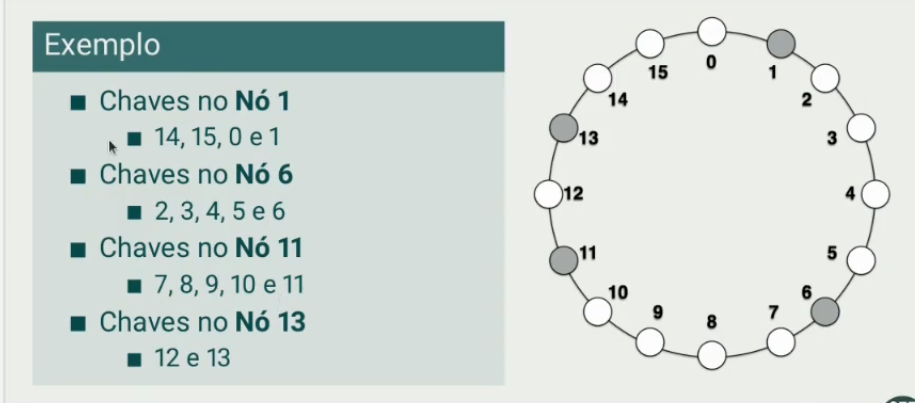 Exemplo
Chaves no Nó 1
14, 15, 0 e 1
Chaves no Nó 6
2, 3, 4, 5 e 6
Chaves no Nó 11
7, 8, 9, 10 e 11
Chaves no Nó 13
12 e 13
0
1
2
3
4
5
6
7
8
9
10
11
12
13
14
15